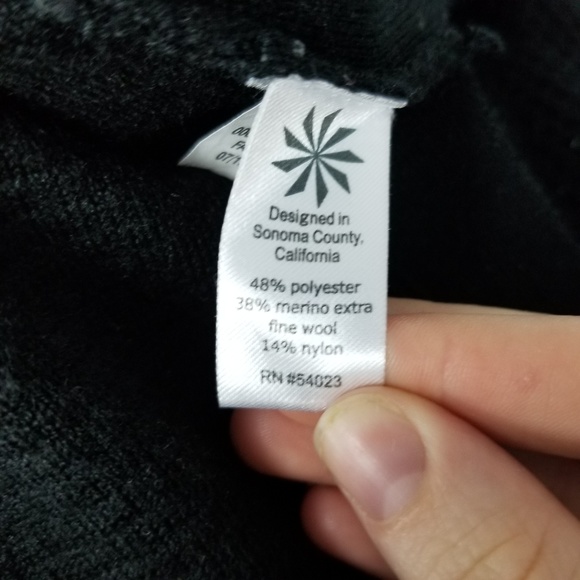 Designed in
Sonoma County,
California
48% polyester
38% merino extra
fine wool
14% nylon
RN #54023